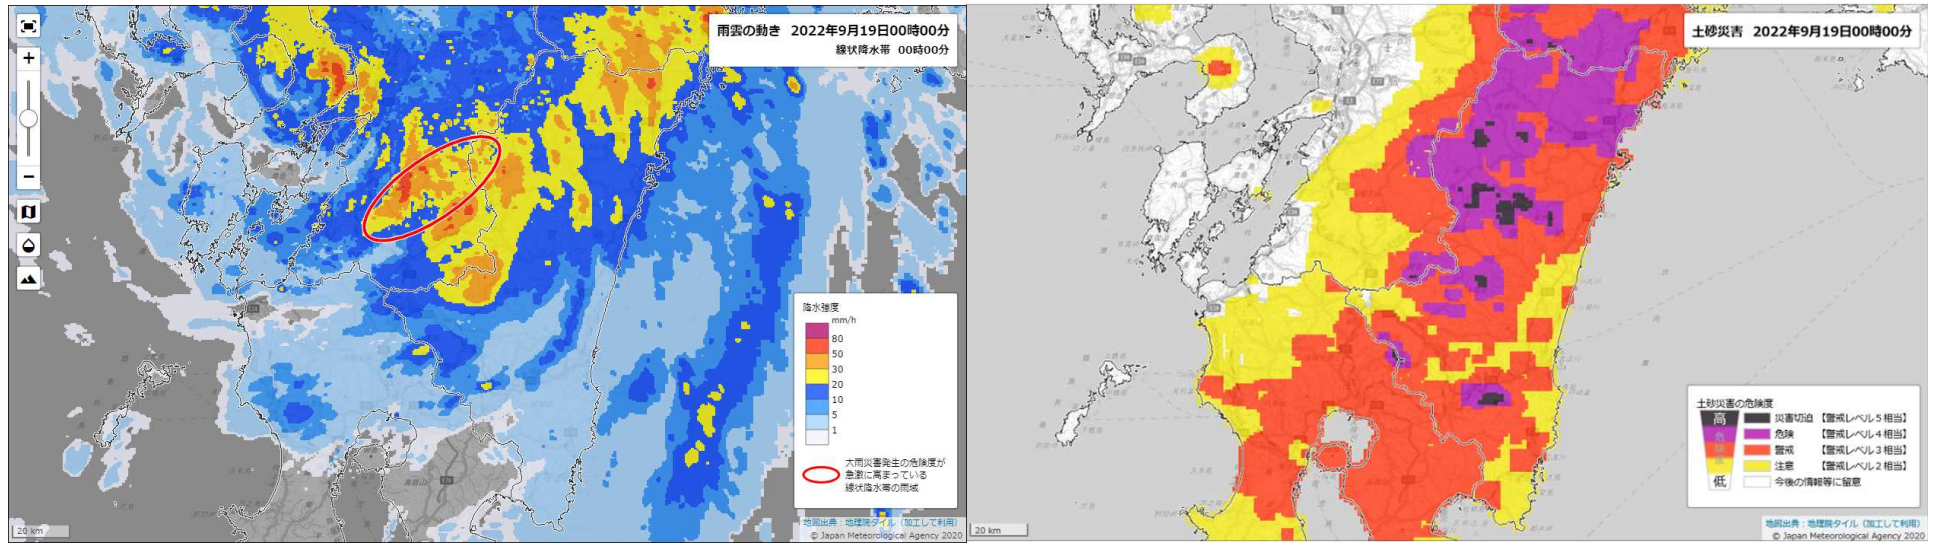 雨雲の動き 2022年9月19日00時00分
線状降水帯 00時00分
降水強度
mm/h
80
50
30
20
10
5
1
大雨災害発生の危険度が
急激に高まっている
線状降水帯の雨域
20 km
地図出典:地理院タイル(加工して利用)
© Japan Meteorological Agency 2020
土砂災害 2022年9月19日00時00分
土砂災害の危険度
高
危険度
低
災害切迫 【警戒レベル5相当】
危険 【警戒レベル4相当】
警戒 【警戒レベル3相当】
注意 【警戒レベル2相当】
今後の情報等に留意
20 km
地図出典:地理院タイル(加工して利用)
© Japan Meteorological Agency 2020